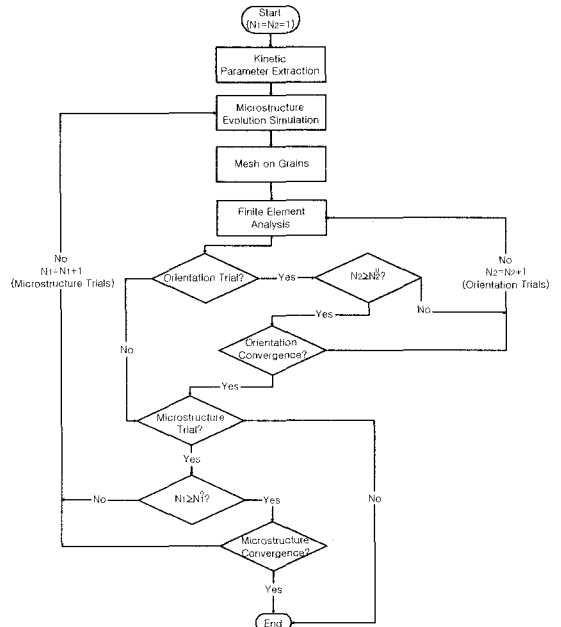 Start
(N1=N2=1)
Kinetic
Parameter Extraction
Microstructure
Evolution Simulation
Mesh on Grains
Finite Element
Analysis
No
N1=N1+1
(Microstructure Trials)
No
N2=N2+1
(Orientation Trials)
Orientation Trial?
Yes
N2≥N2⁰?
Yes
No
Orientation
Convergence?
No
Yes
Microstructure
Trial?
Yes
No
N1≥N1⁰?
Yes
No
Microstructure
Convergence?
Yes
End